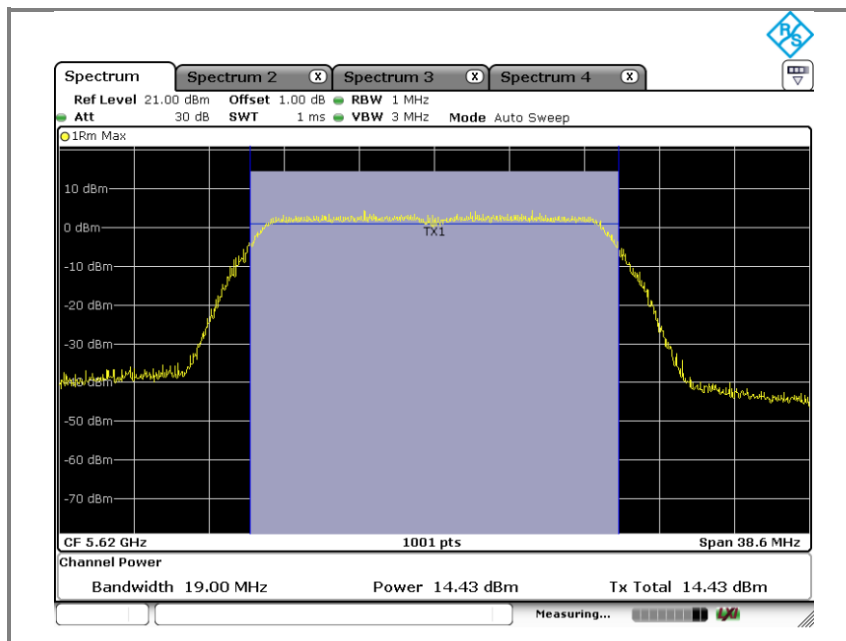 R&S
Spectrum Spectrum 2 X Spectrum 3 X Spectrum 4 X
Ref Level 21.00 dBm Offset 1.00 dB RBW 1 MHz
Att 30 dB SWT 1 ms VBW 3 MHz Mode Auto Sweep
1Rm Max
10 dBm
0 dBm
TX1
-10 dBm
-20 dBm
-30 dBm
-40 dBm
-50 dBm
-60 dBm
-70 dBm
CF 5.62 GHz 1001 pts Span 38.6 MHz
Channel Power
Bandwidth 19.00 MHz Power 14.43 dBm Tx Total 14.43 dBm
Measuring... LXI